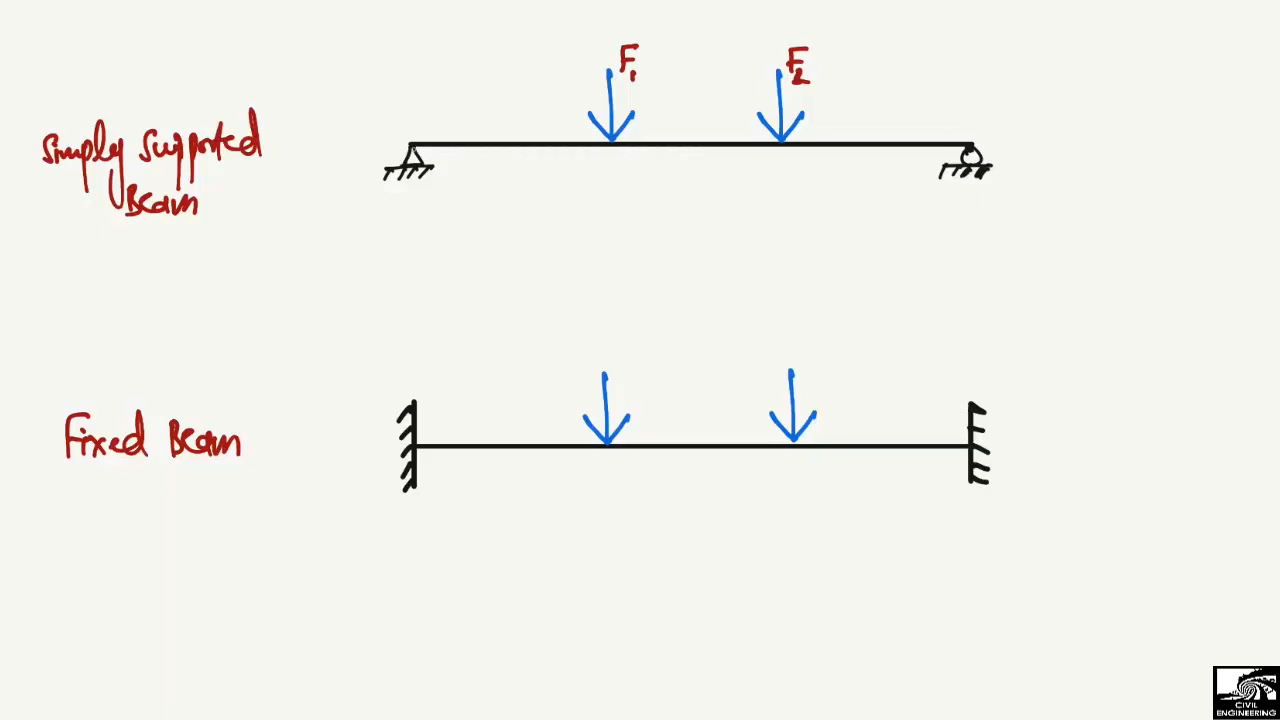 F1
F2
Simply Supported
Beam
Fixed Beam
CIVIL
ENGINEERING